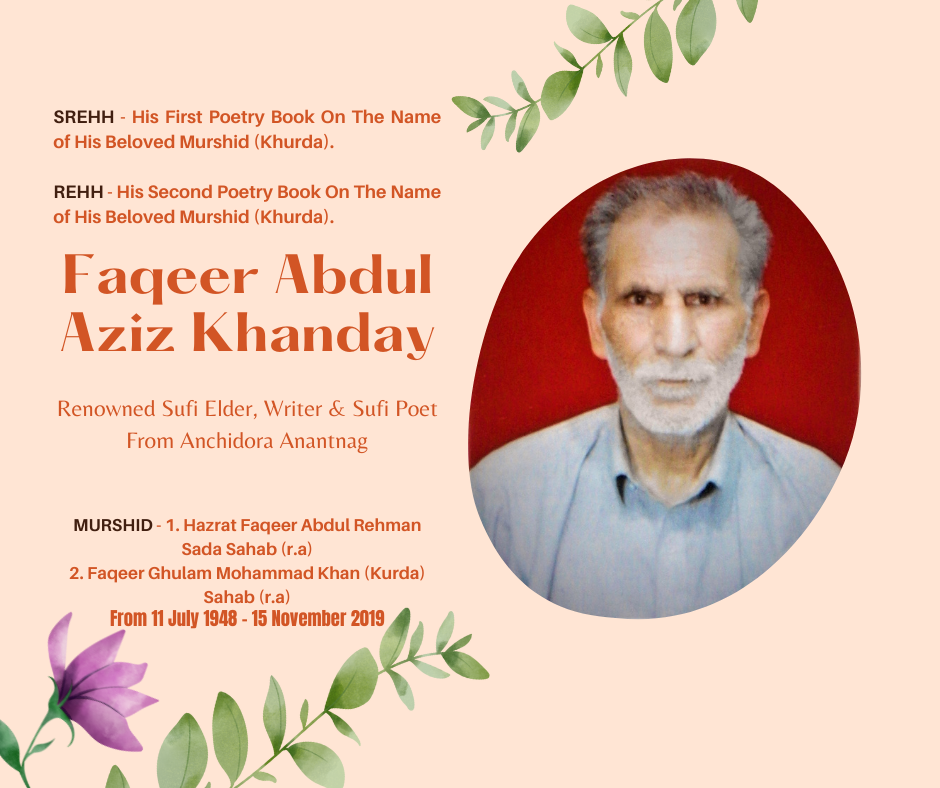 SREHH - His First Poetry Book On The Name
of His Beloved Murshid (Khurda).
REHH - His Second Poetry Book On The Name
of His Beloved Murshid (Khurda).
Faqeer Abdul
Aziz Khanday
Renowned Sufi Elder, Writer & Sufi Poet
From Anchidora Anantnag
MURSHID - 1. Hazrat Faqeer Abdul Rehman
Sada Sahab (r.a)
2. Faqeer Ghulam Mohammad Khan (Kurda)
Sahab (r.a)
From 11 July 1948 - 15 November 2019